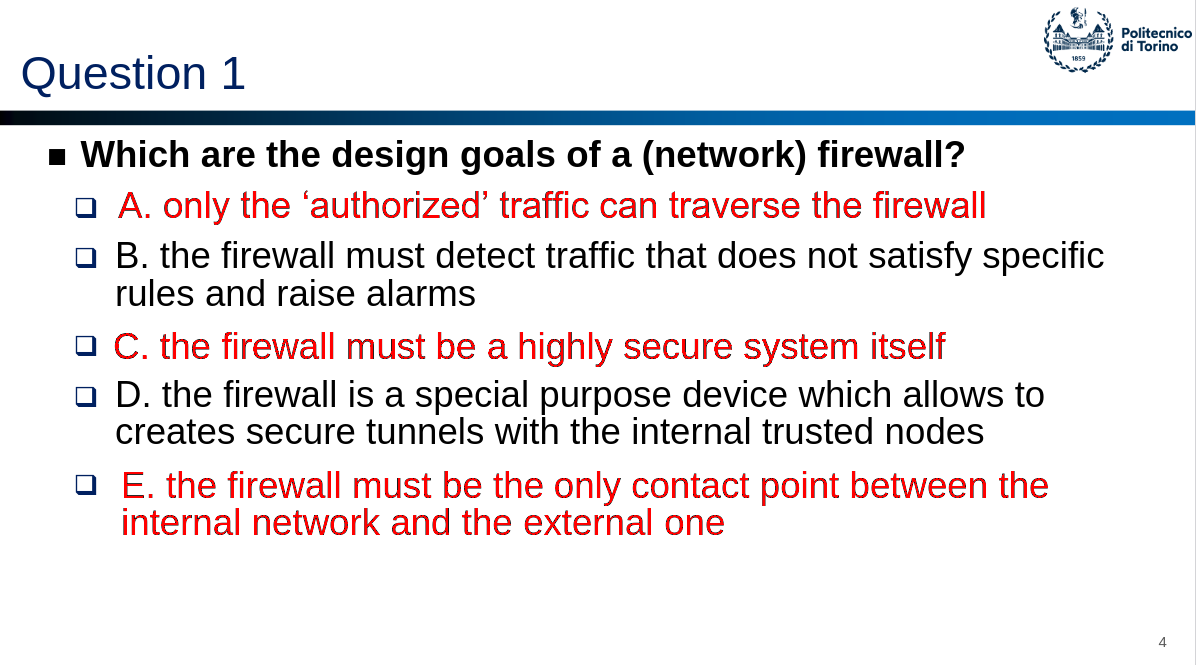 Politecnico
di Torino
1859
Question 1
Which are the design goals of a (network) firewall?
A. only the ‘authorized’ traffic can traverse the firewall
B. the firewall must detect traffic that does not satisfy specific
rules and raise alarms
C. the firewall must be a highly secure system itself
D. the firewall is a special purpose device which allows to
creates secure tunnels with the internal trusted nodes
E. the firewall must be the only contact point between the
internal network and the external one
4